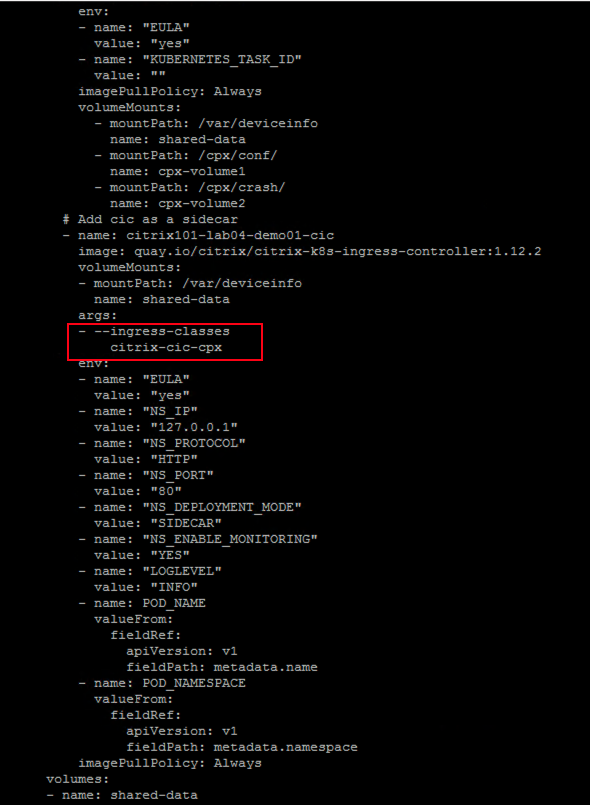 env:
- name: "EULA"
value: "yes"
- name: "KUBERNETES_TASK_ID"
value: ""
imagePullPolicy: Always
volumeMounts:
- mountPath: /var/deviceinfo
name: shared-data
- mountPath: /cpx/conf/
name: cpx-volume1
- mountPath: /cpx/crash/
name: cpx-volume2
# Add cic as a sidecar
- name: citrix101-lab04-demo01-cic
image: quay.io/citrix/citrix-k8s-ingress-controller:1.12.2
volumeMounts:
- mountPath: /var/deviceinfo
name: shared-data
args:
- --ingress-classes
citrix-cic-cpx
env:
- name: "EULA"
value: "yes"
- name: "NS_IP"
value: "127.0.0.1"
- name: "NS_PROTOCOL"
value: "HTTP"
- name: "NS_PORT"
value: "80"
- name: "NS_DEPLOYMENT_MODE"
value: "SIDECAR"
- name: "NS_ENABLE_MONITORING"
value: "YES"
- name: "LOGLEVEL"
value: "INFO"
- name: POD_NAME
valueFrom:
fieldRef:
apiVersion: v1
fieldPath: metadata.name
- name: POD_NAMESPACE
valueFrom:
fieldRef:
apiVersion: v1
fieldPath: metadata.namespace
imagePullPolicy: Always
volumes:
- name: shared-data